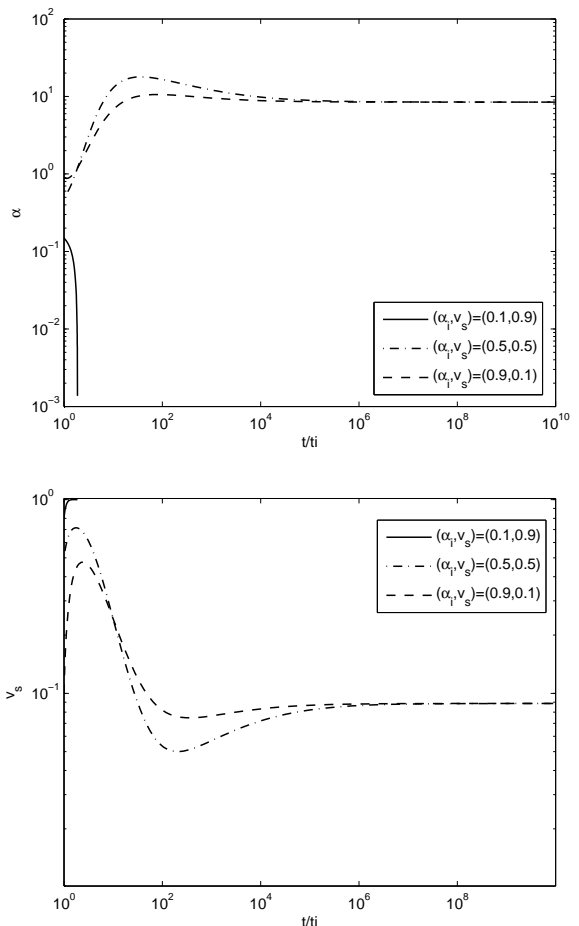 10^2
10^1
10^0
10^−1
10^−2
10^−3
α
(α_i,v_s)=(0.1,0.9)
(α_i,v_s)=(0.5,0.5)
(α_i,v_s)=(0.9,0.1)
10^0 10^2 10^4 10^6 10^8 10^10
t/ti
10^0
10^−1
v_s
(α_i,v_s)=(0.1,0.9)
(α_i,v_s)=(0.5,0.5)
(α_i,v_s)=(0.9,0.1)
10^0 10^2 10^4 10^6 10^8
t/ti